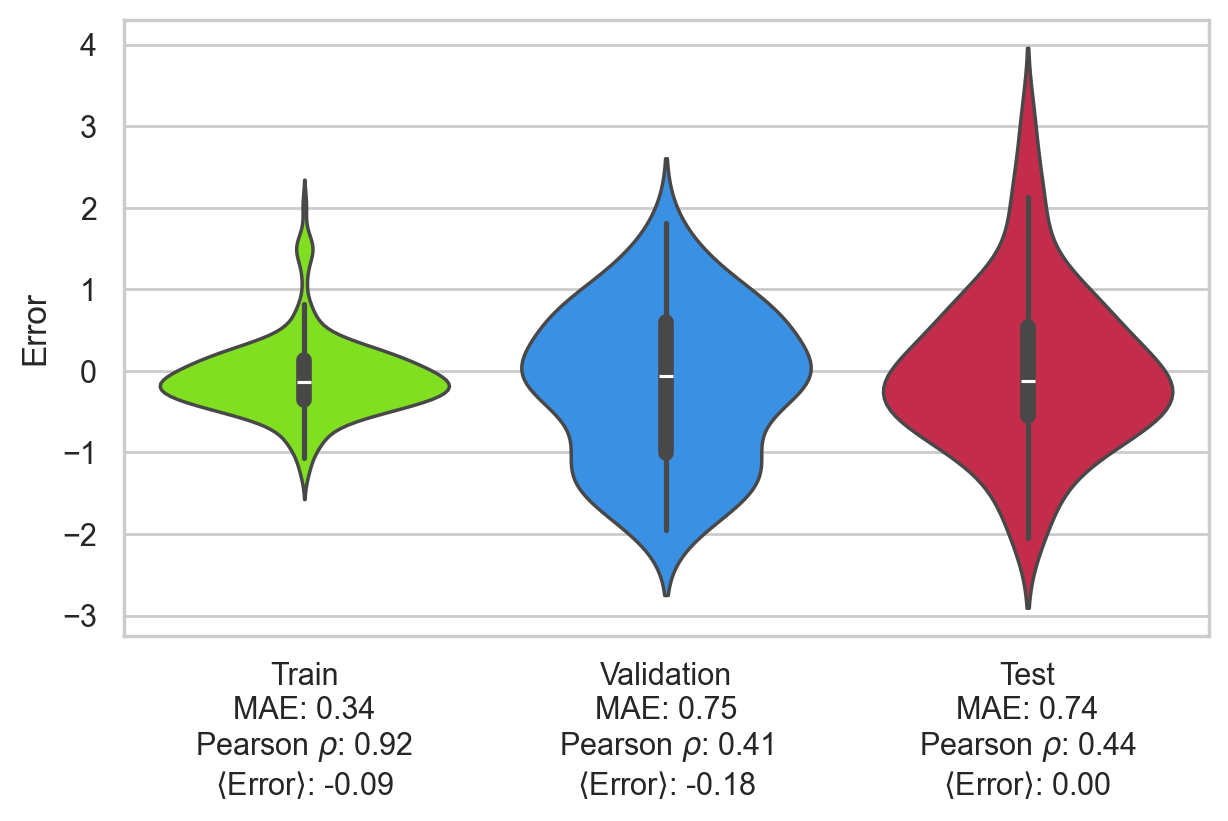 4
3
2
1
0
−1
−2
−3
Error
Train
MAE: 0.34
Pearson ρ: 0.92
⟨Error⟩: -0.09
Validation
MAE: 0.75
Pearson ρ: 0.41
⟨Error⟩: -0.18
Test
MAE: 0.74
Pearson ρ: 0.44
⟨Error⟩: 0.00